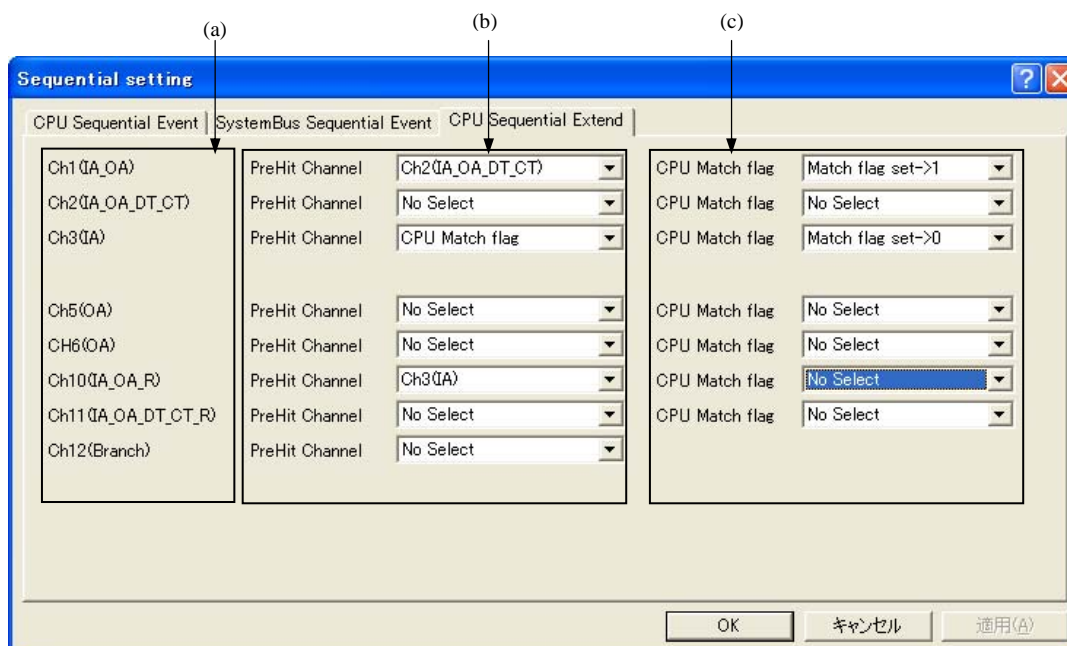 (a) (b) (c)
Sequential setting
CPU Sequential Event SystemBus Sequential Event CPU Sequential Extend
Ch1(IA_OA) PreHit Channel Ch2(IA_OA_DT_CT) CPU Match flag Match flag set->1
Ch2(IA_OA_DT_CT) PreHit Channel No Select CPU Match flag No Select
Ch3(IA) PreHit Channel CPU Match flag CPU Match flag Match flag set->0
Ch5(OA) PreHit Channel No Select CPU Match flag No Select
CH6(OA) PreHit Channel No Select CPU Match flag No Select
Ch10(IA_OA_R) PreHit Channel Ch3(IA) CPU Match flag No Select
Ch11(IA_OA_DT_CT_R) PreHit Channel No Select CPU Match flag No Select
Ch12(Branch) PreHit Channel No Select
OK キャンセル 適用(A)